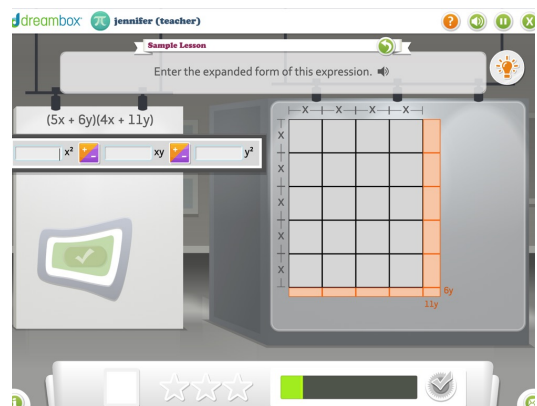 dreambox π jennifer (teacher)
? X
Sample Lesson
Enter the expanded form of this expression.
(5x + 6y)(4x + 11y)
x² + − xy + − y²
X X X X
X
X
X
X
X
6y
11y